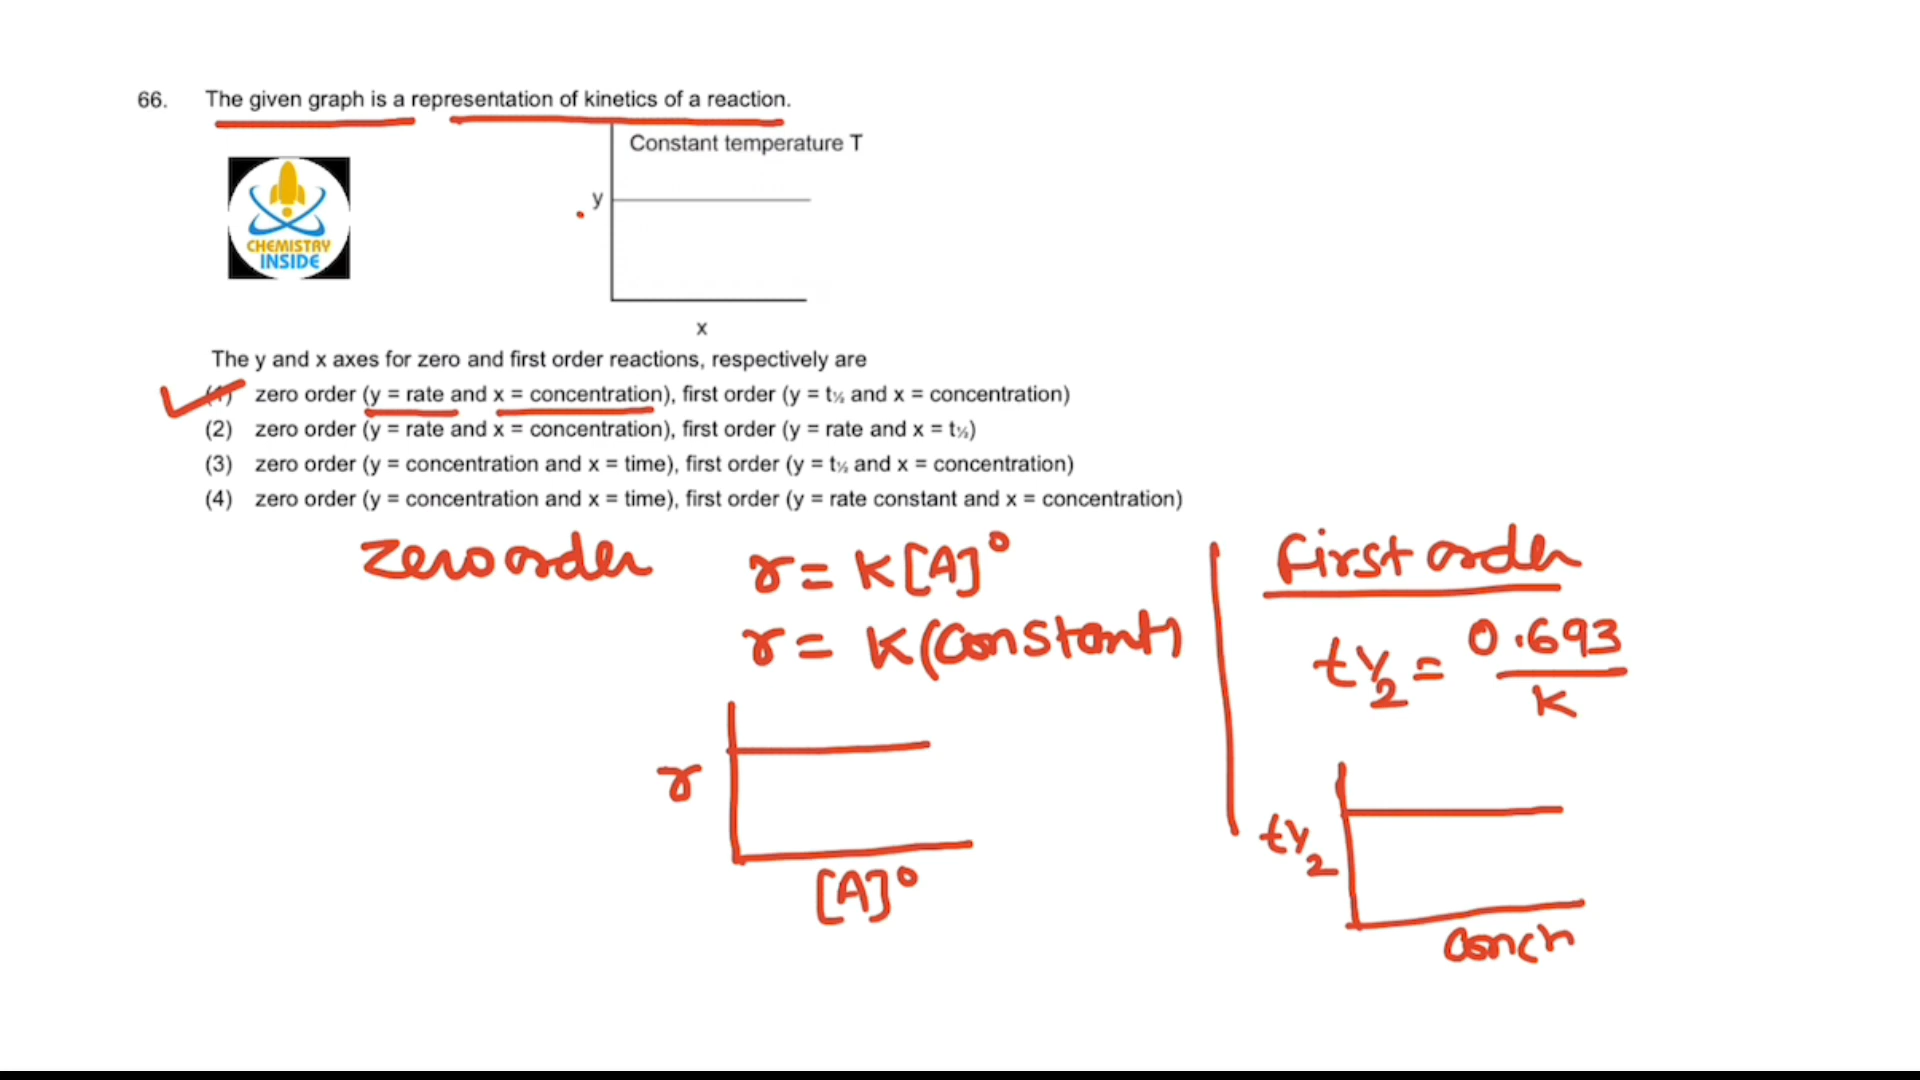 66. The given graph is a representation of kinetics of a reaction.
Constant temperature T
y
CHEMISTRY
INSIDE
x
The y and x axes for zero and first order reactions, respectively are
(1) zero order (y = rate and x = concentration), first order (y = t½ and x = concentration)
(2) zero order (y = rate and x = concentration), first order (y = rate and x = t½)
(3) zero order (y = concentration and x = time), first order (y = t½ and x = concentration)
(4) zero order (y = concentration and x = time), first order (y = rate constant and x = concentration)
Zero order
r = K[A]⁰
r = K (Constant)
r
[A]⁰
First order
t½ = 0.693
K
t½
Concn